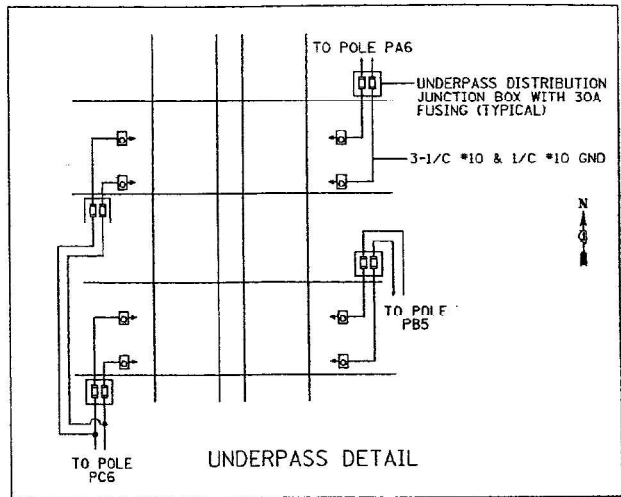 TO POLE PA6
UNDERPASS DISTRIBUTION
JUNCTION BOX WITH 30A
FUSING (TYPICAL)
3-1/C #10 & 1/C #10 GND
N
TO POLE
PB5
TO POLE
PC6
UNDERPASS DETAIL